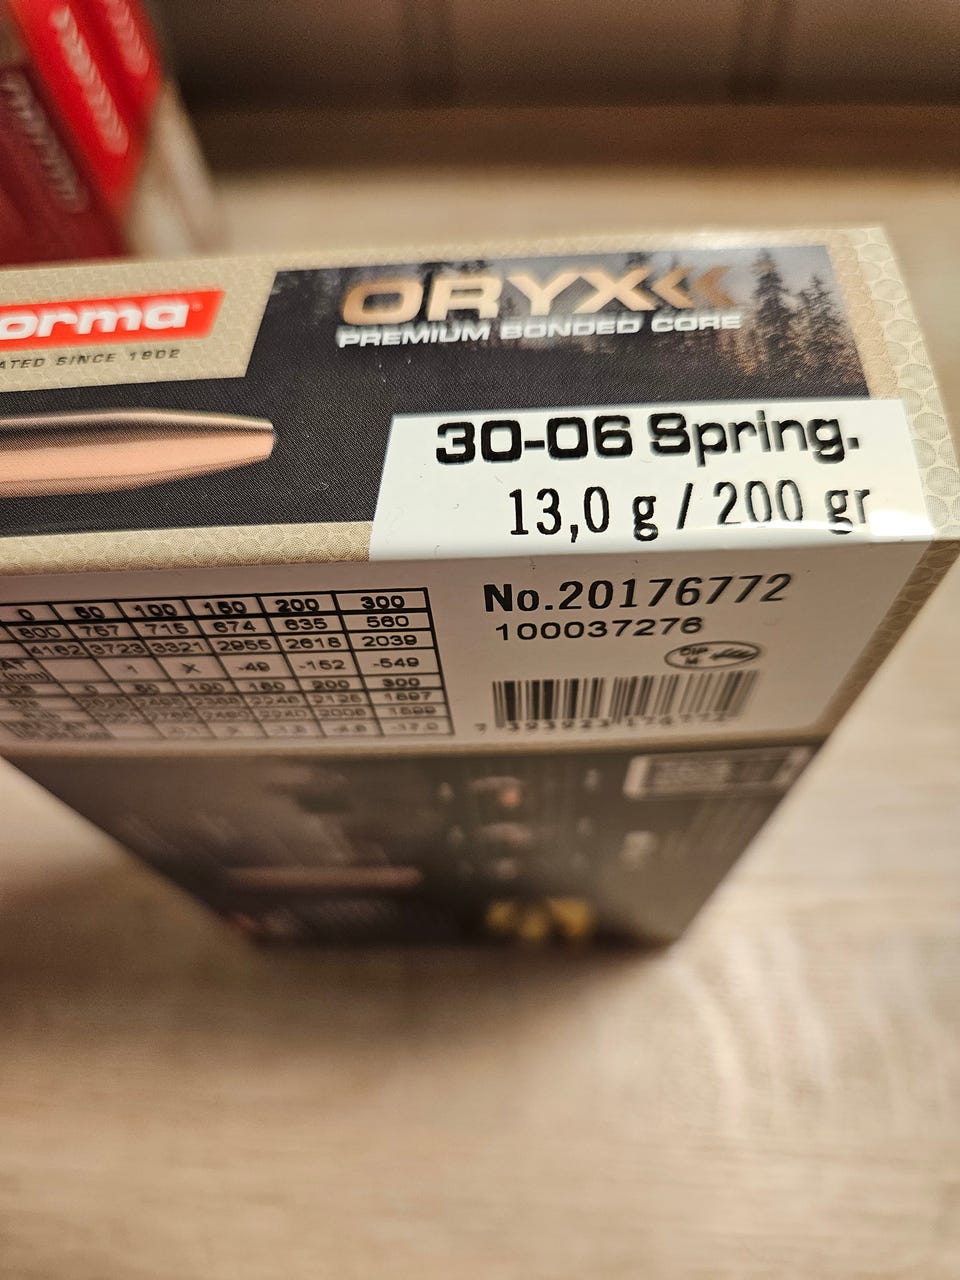 orma
ATED SINCE 1902
ORYX
PREMIUM BONDED CORE
30-06 Spring.
13,0 g / 200 gr
No.20176772
100037276
0 50 100 150 200 300
800 757 715 674 635 560
4162 3723 3321 2955 2618 2039
(mm) 1 X -49 -152 -549
0 50 100 150 200 300